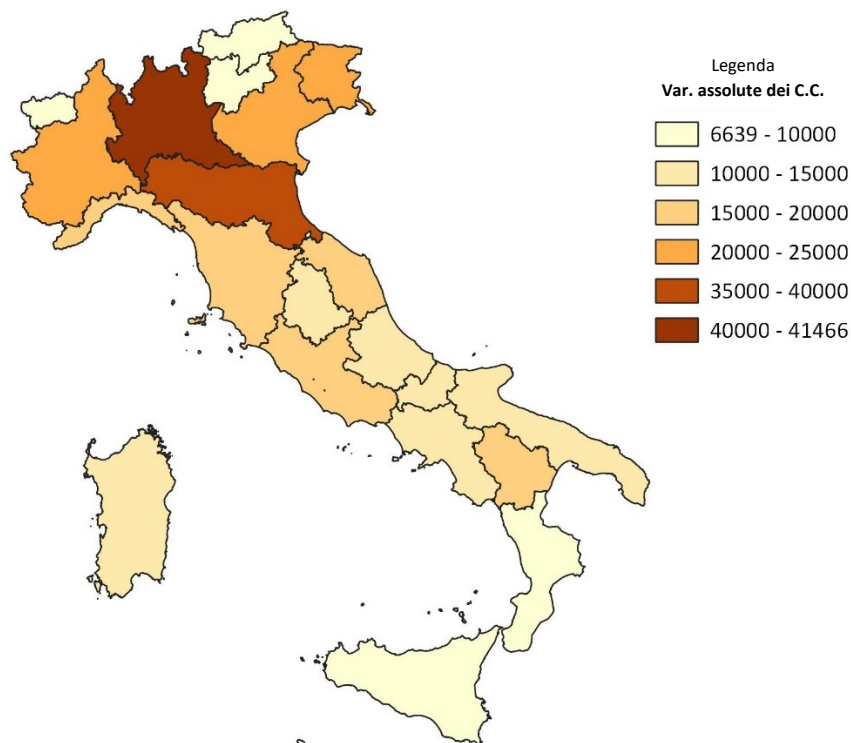 Legenda
Var. assolute dei C.C.
6639 - 10000
10000 - 15000
15000 - 20000
20000 - 25000
35000 - 40000
40000 - 41466